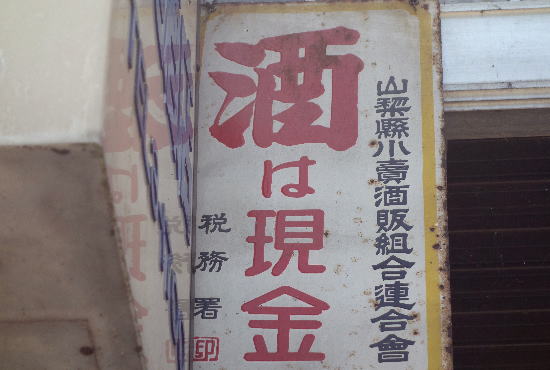 山梨縣小賣酒販組合連合會
酒は現金
税務署
印